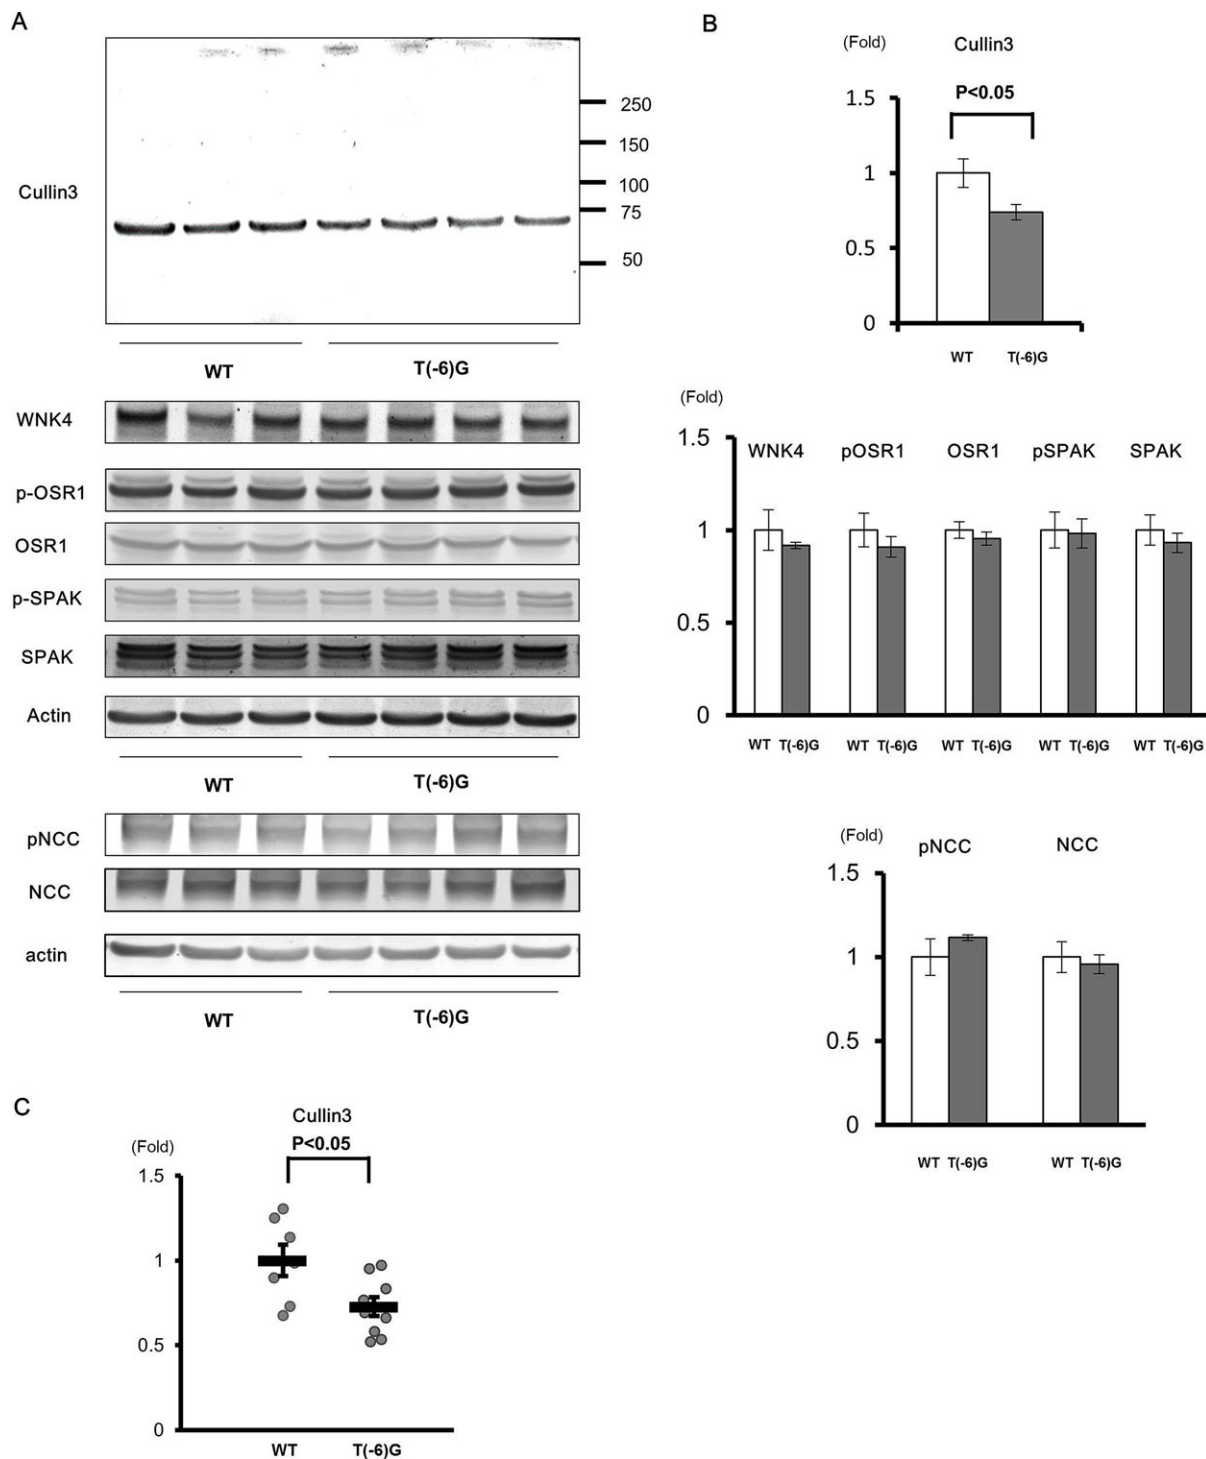 A
Cullin3
250
150
100
75
50
WT T(-6)G
WNK4
p-OSR1
OSR1
p-SPAK
SPAK
Actin
WT T(-6)G
pNCC
NCC
actin
WT T(-6)G
B
(Fold) Cullin3
P<0.05
1.5
1
0.5
0
WT T(-6)G
(Fold)
1.5
WNK4 pOSR1 OSR1 pSPAK SPAK
1
0.5
0
WT T(-6)G WT T(-6)G WT T(-6)G WT T(-6)G WT T(-6)G
(Fold) pNCC NCC
1.5
1
0.5
0
WT T(-6)G WT T(-6)G
C
Cullin3
(Fold) P<0.05
1.5
1
0.5
0
WT T(-6)G